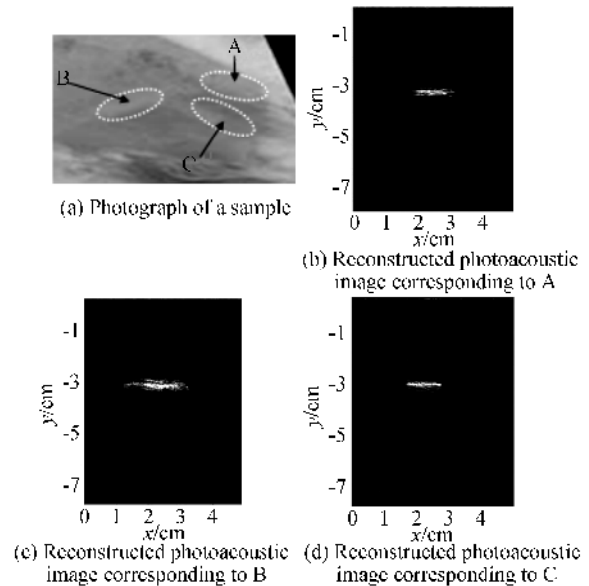 A
B
C
(a) Photograph of a sample
-1
-3
-5
-7
y/cm
0 1 2 3 4
x/cm
(b) Reconstructed photoacoustic
image corresponding to A
-1
-3
-5
-7
y/cm
0 1 2 3 4
x/cm
(c) Reconstructed photoacoustic
image corresponding to B
-1
-3
-5
-7
y/cm
0 1 2 3 4
x/cm
(d) Reconstructed photoacoustic
image corresponding to C